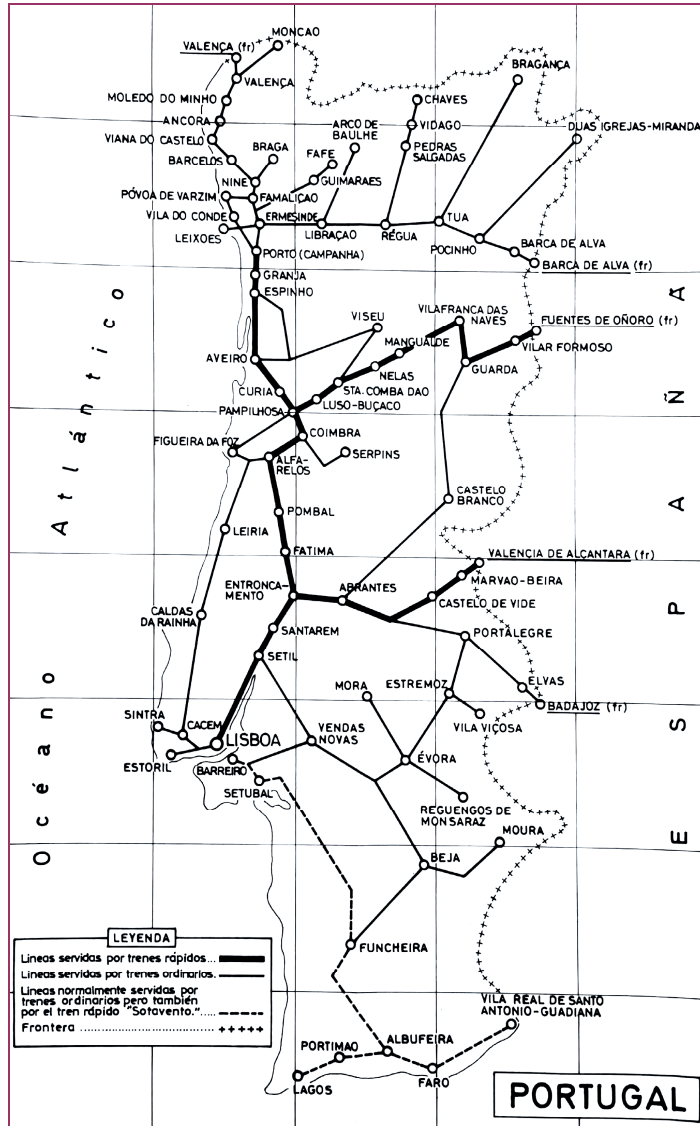 MONCAO
VALENÇA (fr)
VALENÇA
BRAGANÇA
MOLEDO DO MINHO
CHAVES
ANCORA
ARCO DE
BAULHE
VIDAGO
DUAS IGREJAS-MIRANDA
VIANA DO CASTELO
BRAGA
FAFE
PEDRAS
SALGADAS
BARCELOS
NINE
GUIMARAES
PÓVOA DE VARZIM
FAMALIÇAO
VILA DO CONDE
ERMESINDE
TUA
LEIXOES
LIBRAÇAO
RÉGUA
POCINHO
BARCA DE ALVA
PORTO (CAMPANHA)
BARCA DE ALVA (fr)
GRANJA
ESPINHO
VISEU
VILAFRANCA DAS
NAVES
FUENTES DE OÑORO (fr)
MANGUALDE
VILAR FORMOSO
AVEIRO
NELAS
GUARDA
CURIA
STA. COMBA DAO
PAMPILHOSA
LUSO-BUÇACO
FIGUEIRA DA FOZ
COIMBRA
ALFA-
RELOS
SERPINS
CASTELO
BRANCO
POMBAL
LEIRIA
FATIMA
VALENCIA DE ALCANTARA (fr)
MARVAO-BEIRA
ENTRONCA-
MENTO
ABRANTES
CASTELO DE VIDE
CALDAS
DA RAINHA
SANTAREM
PORTALEGRE
SETIL
MORA
ESTREMOZ
ELVAS
BADAJOZ (fr)
SINTRA
CACEM
LISBOA
VENDAS
NOVAS
VILA VIÇOSA
ESTORIL
BARREIRO
ÉVORA
SETUBAL
REGUENGOS DE
MONSARAZ
MOURA
BEJA
FUNCHEIRA
VILA REAL DE SANTO
ANTONIO-GUADIANA
PORTIMAO
ALBUFEIRA
LAGOS
FARO
Océano Atlántico
ESPAÑA
LEYENDA
Lineas servidas por trenes rápidos...
Lineas servidas por trenes ordinarios.
Lineas normalmente servidas por
trenes ordinarios pero también
por el tren rápido "Sotavento.".....
Frontera ........................ +++++
PORTUGAL